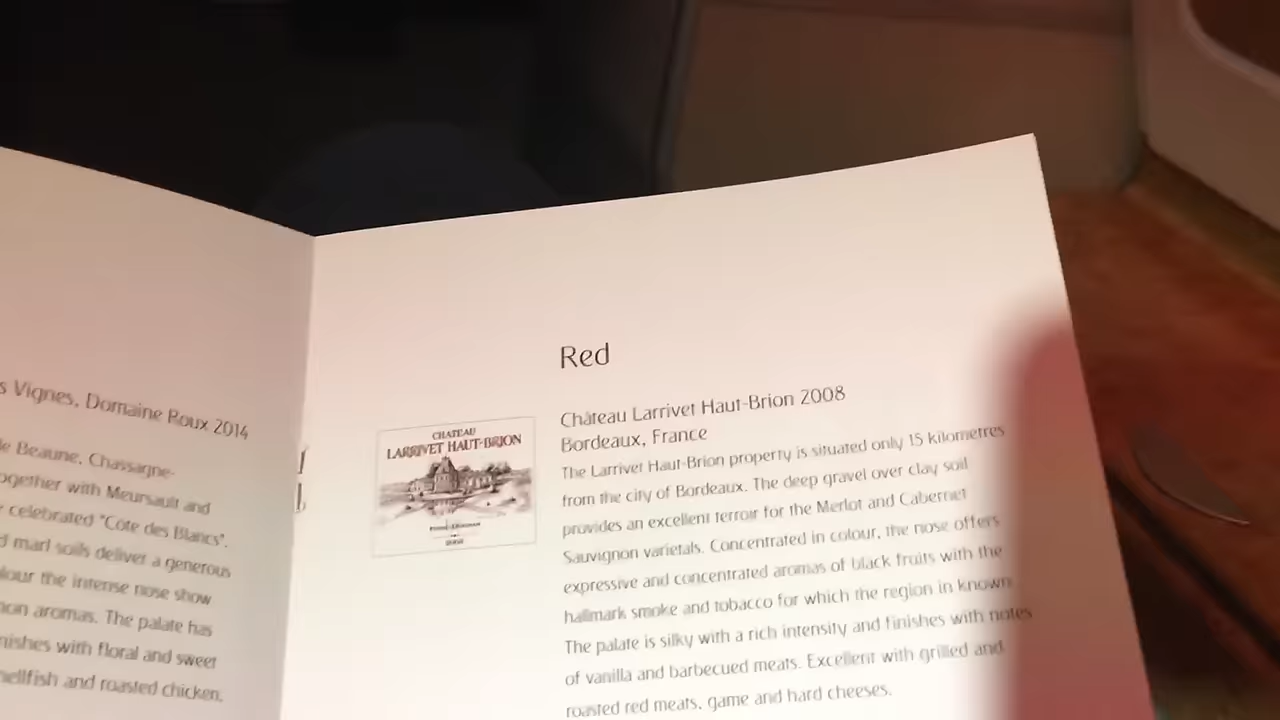 s Vignes, Domaine Roux 2014
de Beaune, Chassagne-
ogether with Meursault and
celebrated "Côte des Blancs".
d marl soils deliver a generous
olour the intense nose show
non aromas. The palate has
nishes with floral and sweet
hellfish and roasted chicken.
CHATEAU
LARRIVET HAUT-BRION
2008
Red
Château Larrivet Haut-Brion 2008
Bordeaux, France
The Larrivet Haut-Brion property is situated only 15 kilometres
from the city of Bordeaux. The deep gravel over clay soil
provides an excellent terroir for the Merlot and Cabernet
Sauvignon varietals. Concentrated in colour, the nose offers
expressive and concentrated aromas of black fruits with the
hallmark smoke and tobacco for which the region in known.
The palate is silky with a rich intensity and finishes with notes
of vanilla and barbecued meats. Excellent with grilled and
roasted red meats, game and hard cheeses.